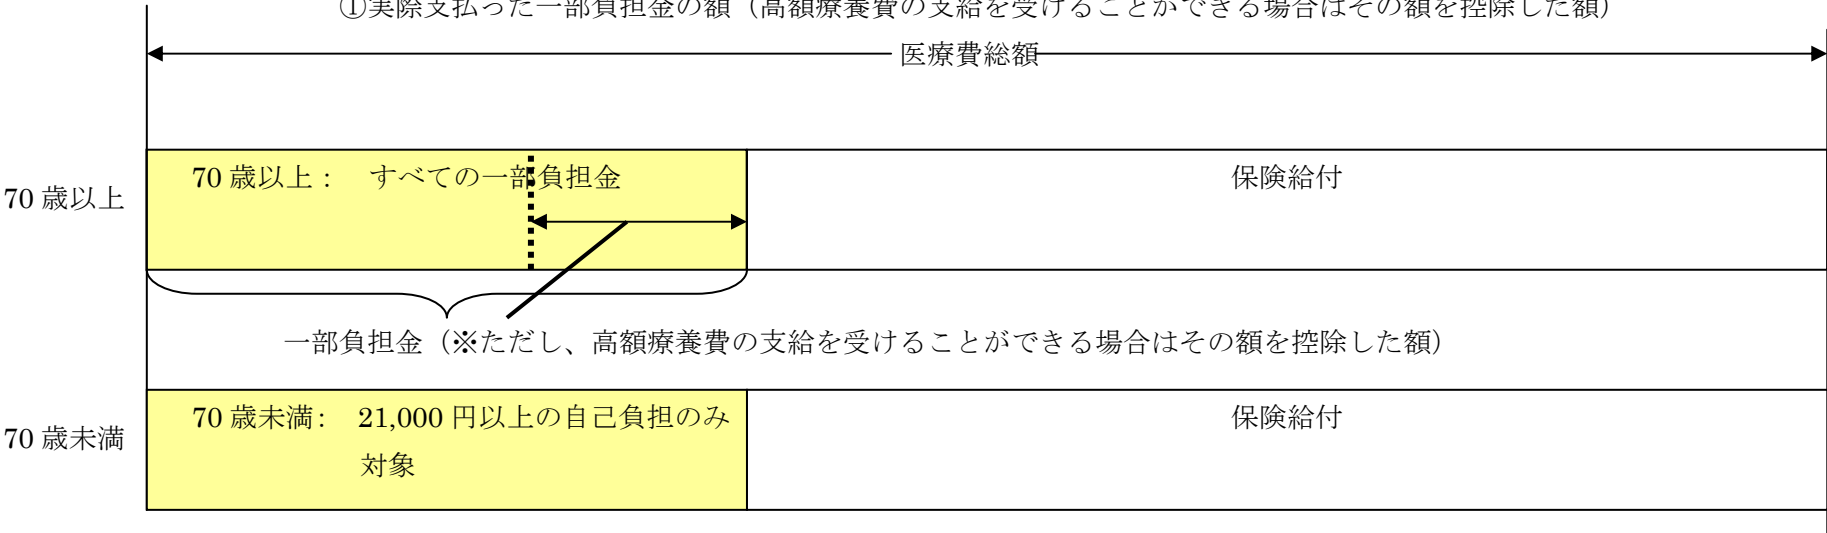 ①実際支払った一部負担金の額（高額療養費の支給を受けることができる場合はその額を控除した額）
医療費総額
70 歳以上：　すべての一部負担金
保険給付
70 歳以上
一部負担金（※ただし、高額療養費の支給を受けることができる場合はその額を控除した額）
70 歳未満：　21,000 円以上の自己負担のみ
対象
保険給付
70 歳未満